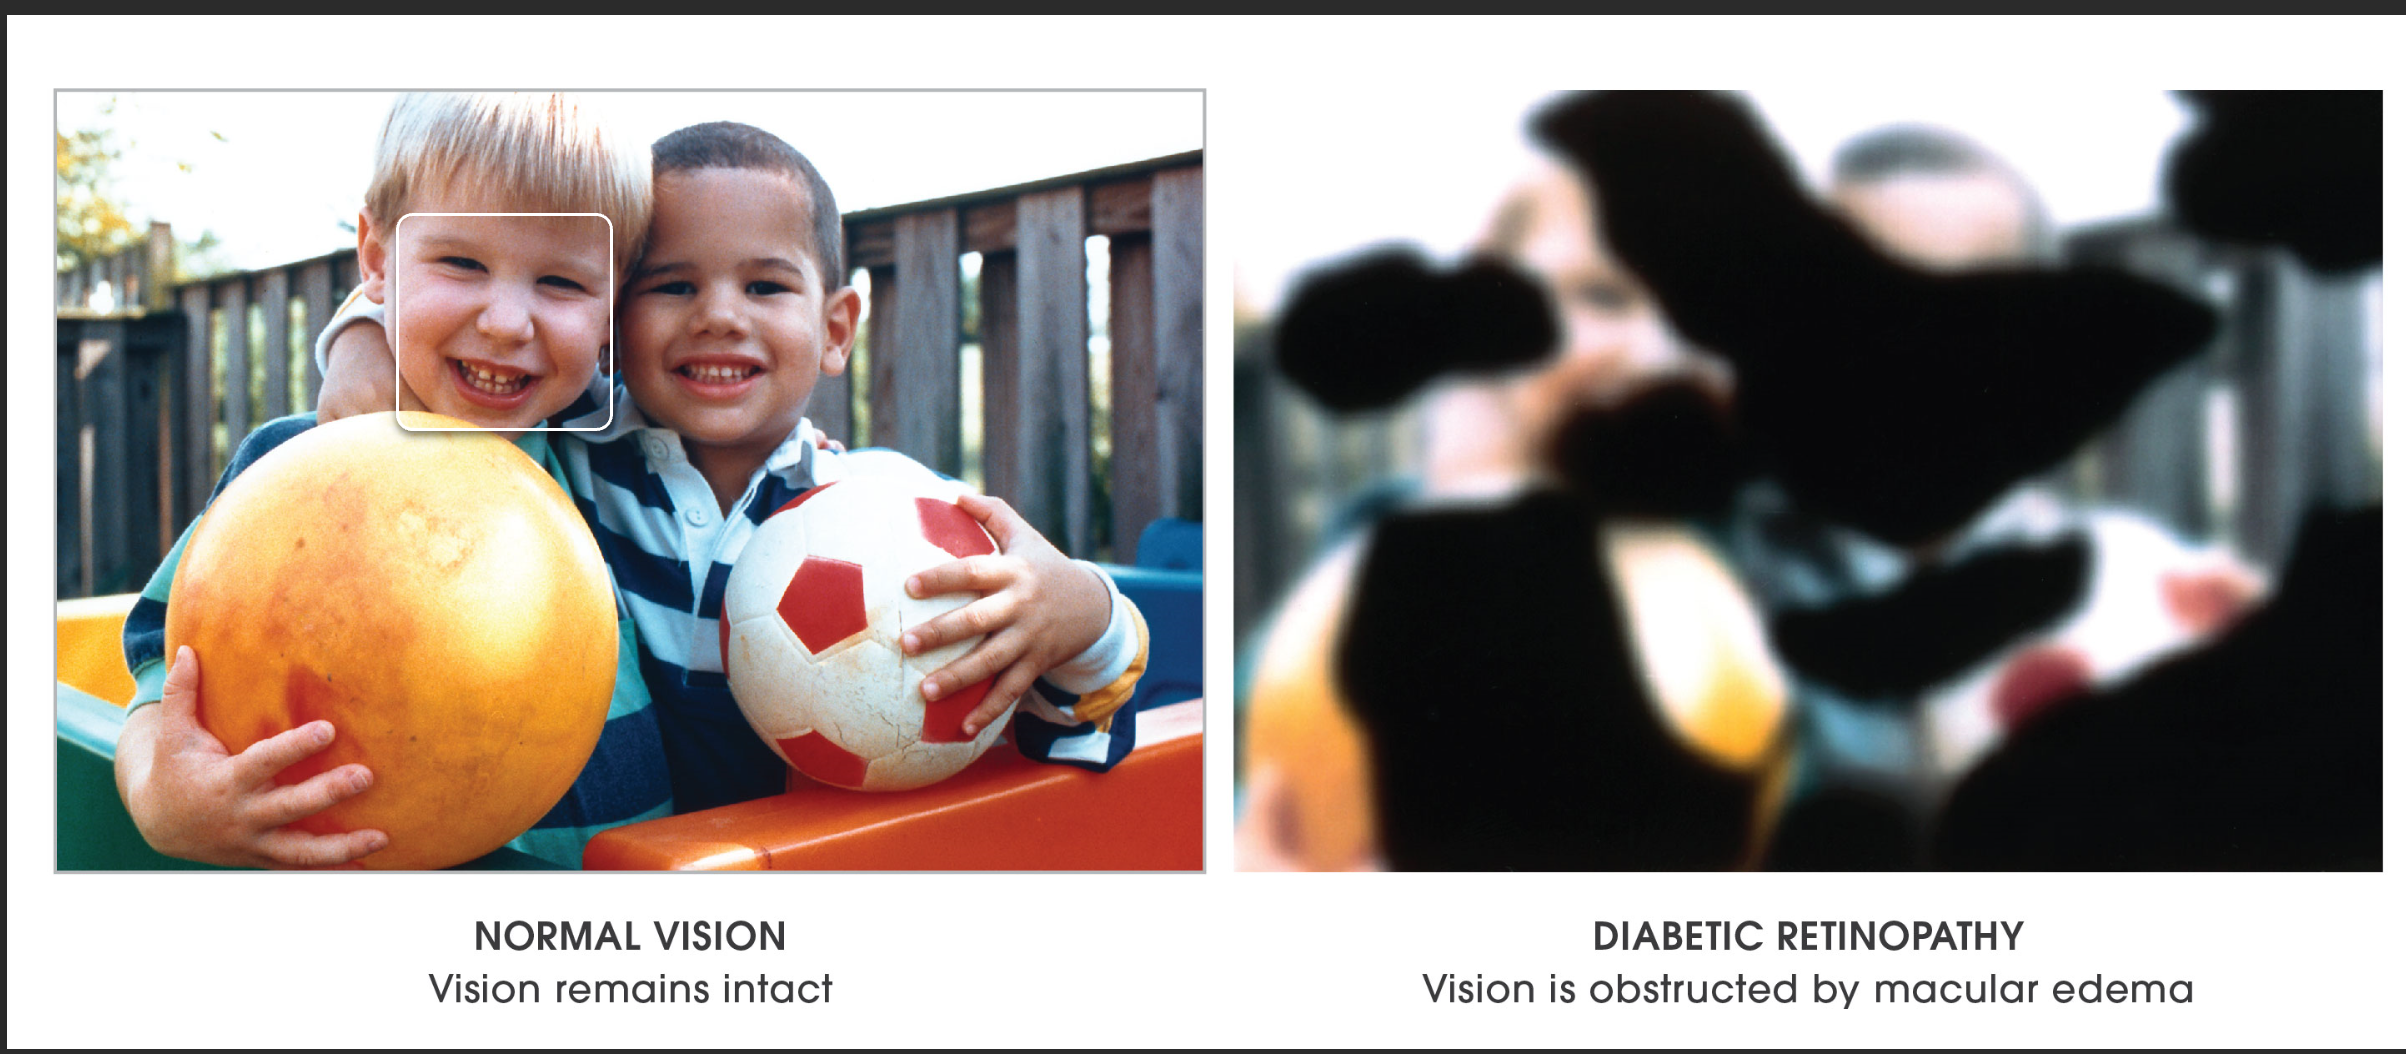 NORMAL VISION
Vision remains intact
DIABETIC RETINOPATHY
Vision is obstructed by macular edema